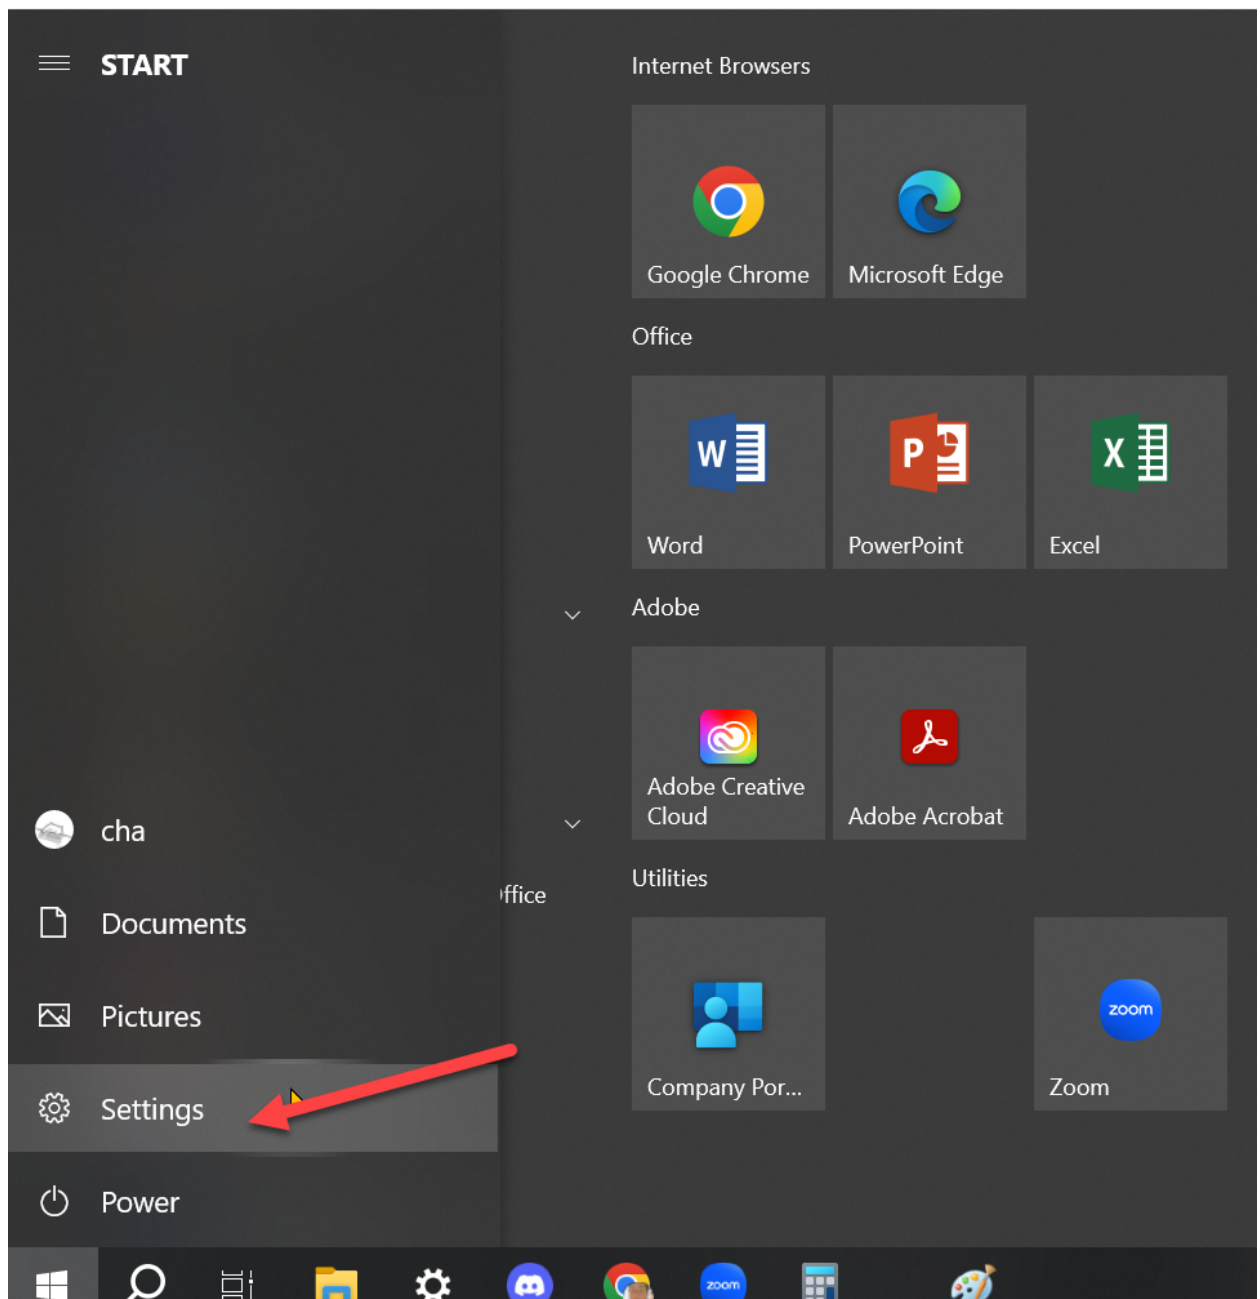 START
cha
Documents
Pictures
Settings
Power
ffice
Internet Browsers
Google Chrome
Microsoft Edge
Office
W
P
X
Word
PowerPoint
Excel
Adobe
Adobe Creative
Cloud
Adobe Acrobat
Utilities
Company Por...
zoom
Zoom
zoom